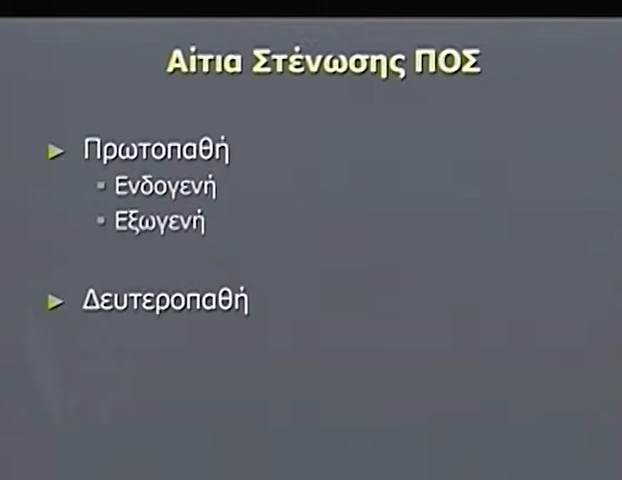 Αίτια Στένωσης ΠΟΣ
Πρωτοπαθή
Ενδογενή
Εξωγενή
Δευτεροπαθή